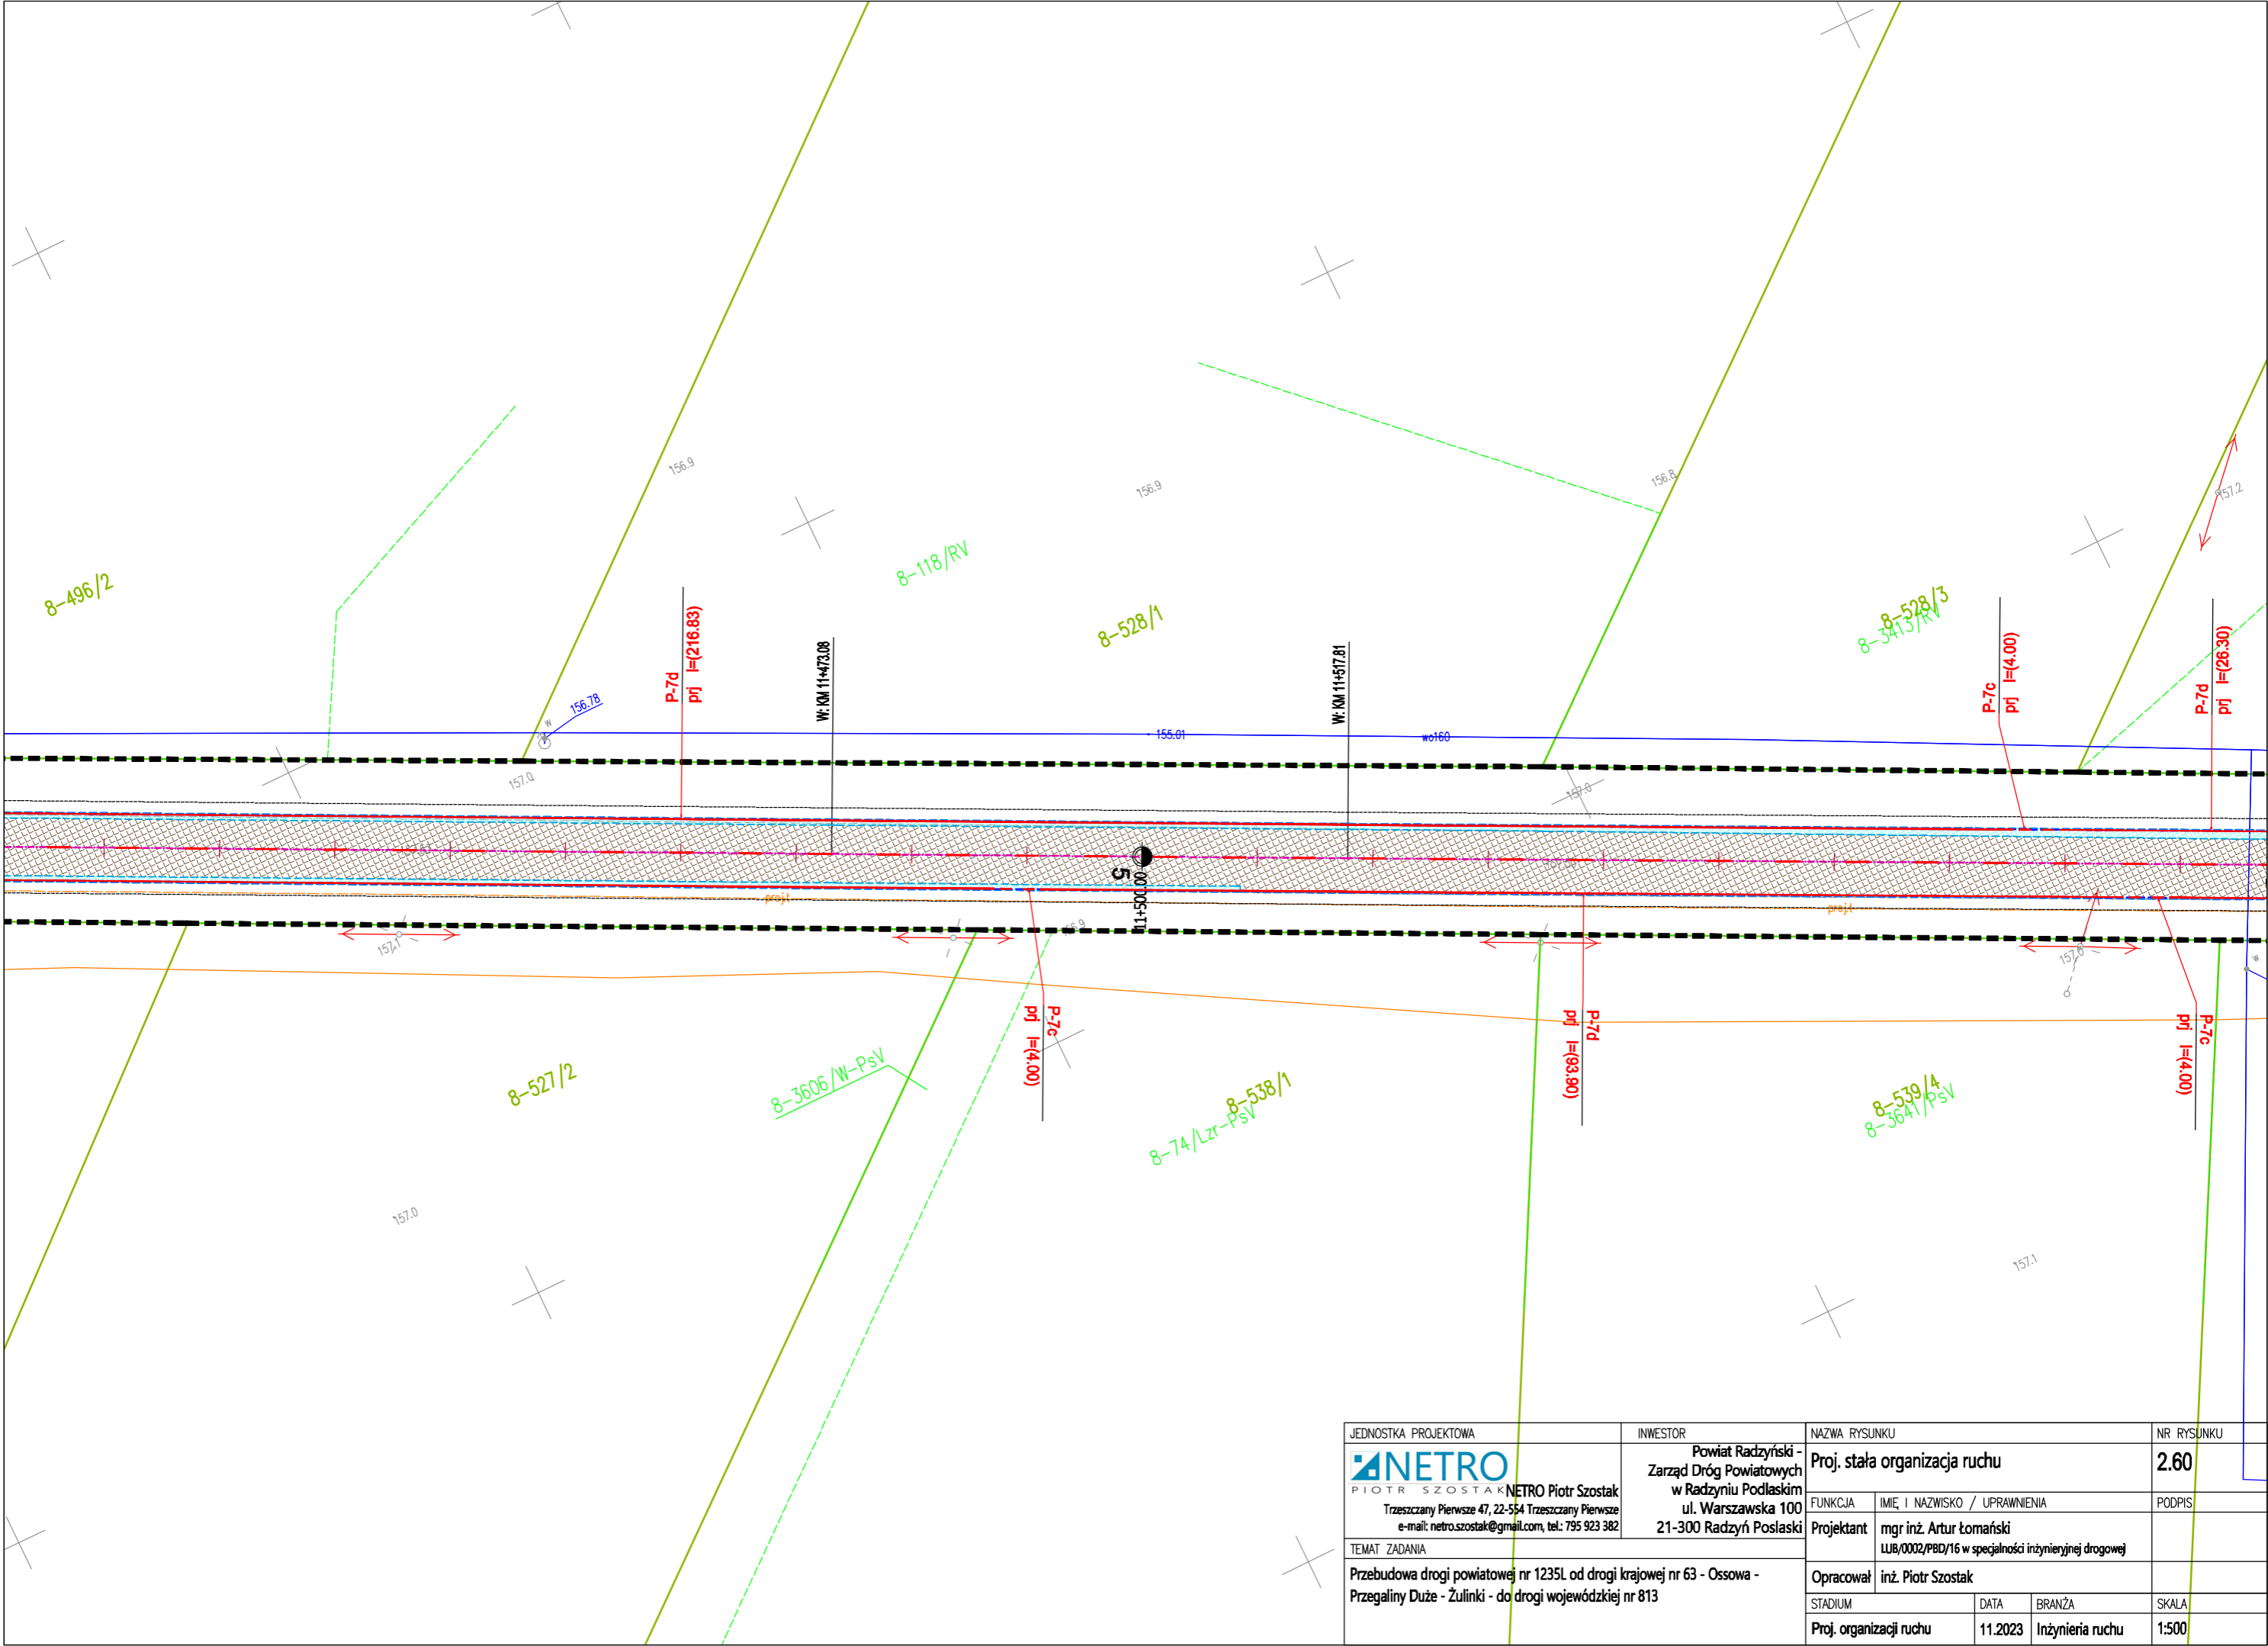 156.9
156.9
156.8
157.2
8-496/2
8-118/RV
8-528/1
8-528/3
8-3413/RV
P-7d
prj l=(216.83)
W: KM 11+473.08
W: KM 11+517.81
P-7c
prj l=(4.00)
P-7d
prj l=(26.30)
w
156.78
155.01
wo160
157.0
157.0
5
11+500.00
projt
projt
157.1
156.9
157.0
w
P-7c
prj l=(4.00)
P-7d
prj l=(93.90)
P-7c
prj l=(4.00)
8-527/2
8-3606/W-PsV
8-538/1
8-74/Lzr-PsV
8-539/4
8-3641/PsV
157.0
157.1
JEDNOSTKA PROJEKTOWA
NETRO
PIOTR SZOSTAK
NETRO Piotr Szostak
Trzeszczany Pierwsze 47, 22-554 Trzeszczany Pierwsze
e-mail: netro.szostak@gmail.com, tel.: 795 923 382
INWESTOR
Powiat Radzyński -
Zarząd Dróg Powiatowych
w Radzyniu Podlaskim
ul. Warszawska 100
21-300 Radzyń Poslaski
TEMAT ZADANIA
Przebudowa drogi powiatowej nr 1235L od drogi krajowej nr 63 - Ossowa -
Przegaliny Duże - Żulinki - do drogi wojewódzkiej nr 813
NAZWA RYSUNKU
Proj. stała organizacja ruchu
NR RYSUNKU
2.60
FUNKCJA
IMIĘ I NAZWISKO / UPRAWNIENIA
PODPIS
Projektant
mgr inż. Artur Łomański
LUB/0002/PBD/16 w specjalności inżynieryjnej drogowej
Opracował
inż. Piotr Szostak
STADIUM
DATA
BRANŻA
SKALA
Proj. organizacji ruchu
11.2023
Inżynieria ruchu
1:500